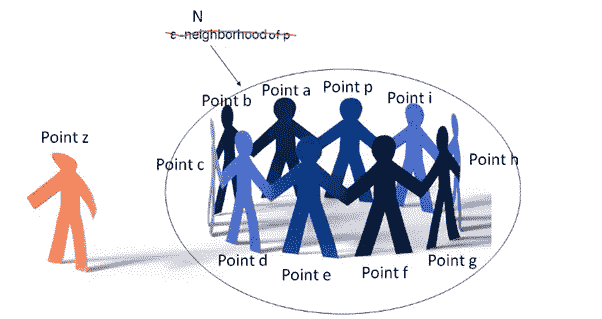 N
ε -neighborhood of p
Point a
Point p
Point b
Point i
Point z
Point c
Point h
Point d
Point e
Point f
Point g